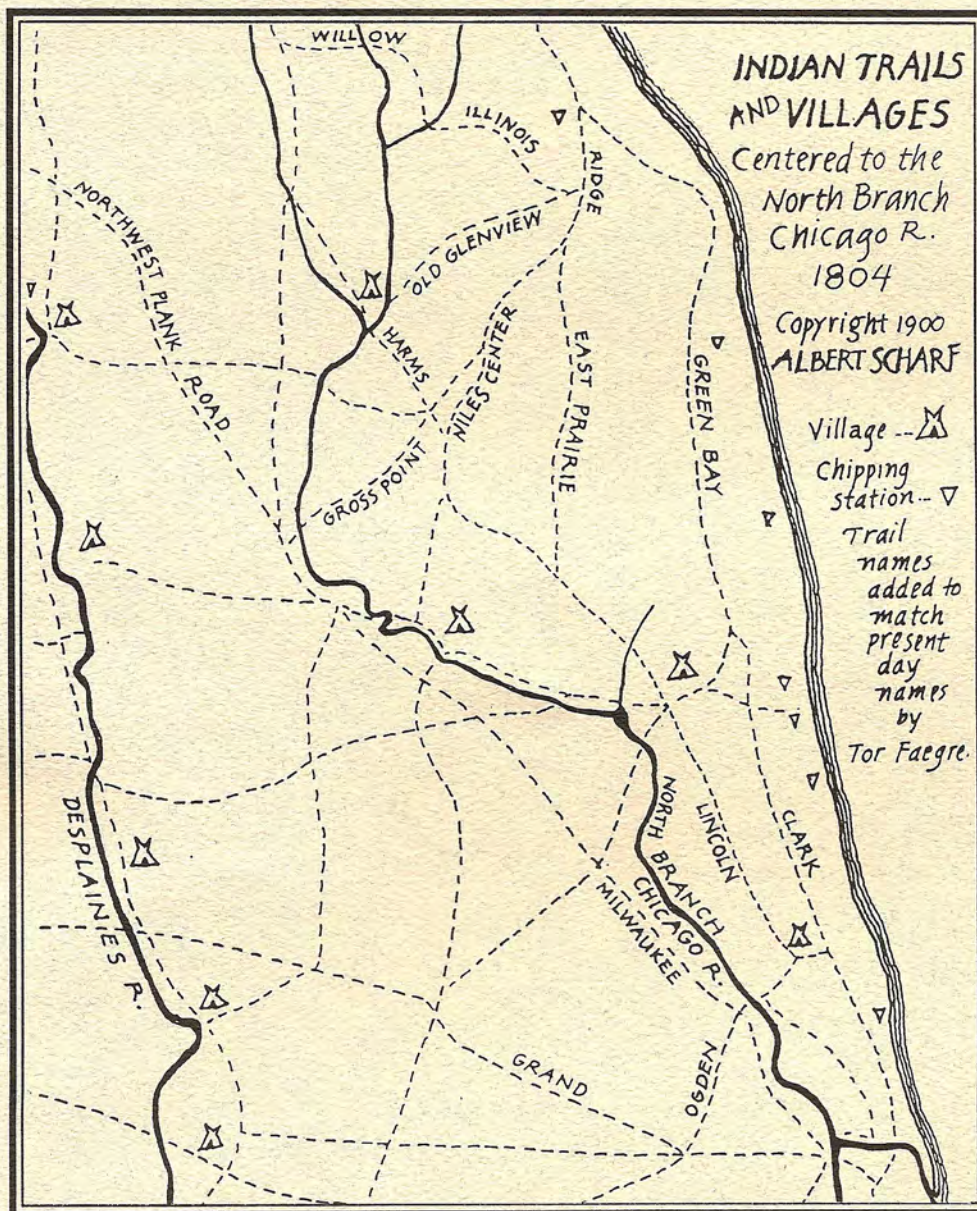 INDIAN TRAILS
AND VILLAGES
Centered to the
North Branch
Chicago R.
1804
Copyright 1900
ALBERT SCHARF
Village --
Chipping
station --
Trail
names
added to
match
present
day
names
by
Tor Faegre.
WILLOW
ILLINOIS
RIDGE
NORTHWEST PLANK
ROAD
OLD GLENVIEW
HARMS
NILES CENTER
GROSS POINT
EAST PRAIRIE
GREEN BAY
DESPLAINES R.
NORTH BRANCH
CHICAGO R.
LINCOLN
CLARK
MILWAUKEE
GRAND
OGDEN